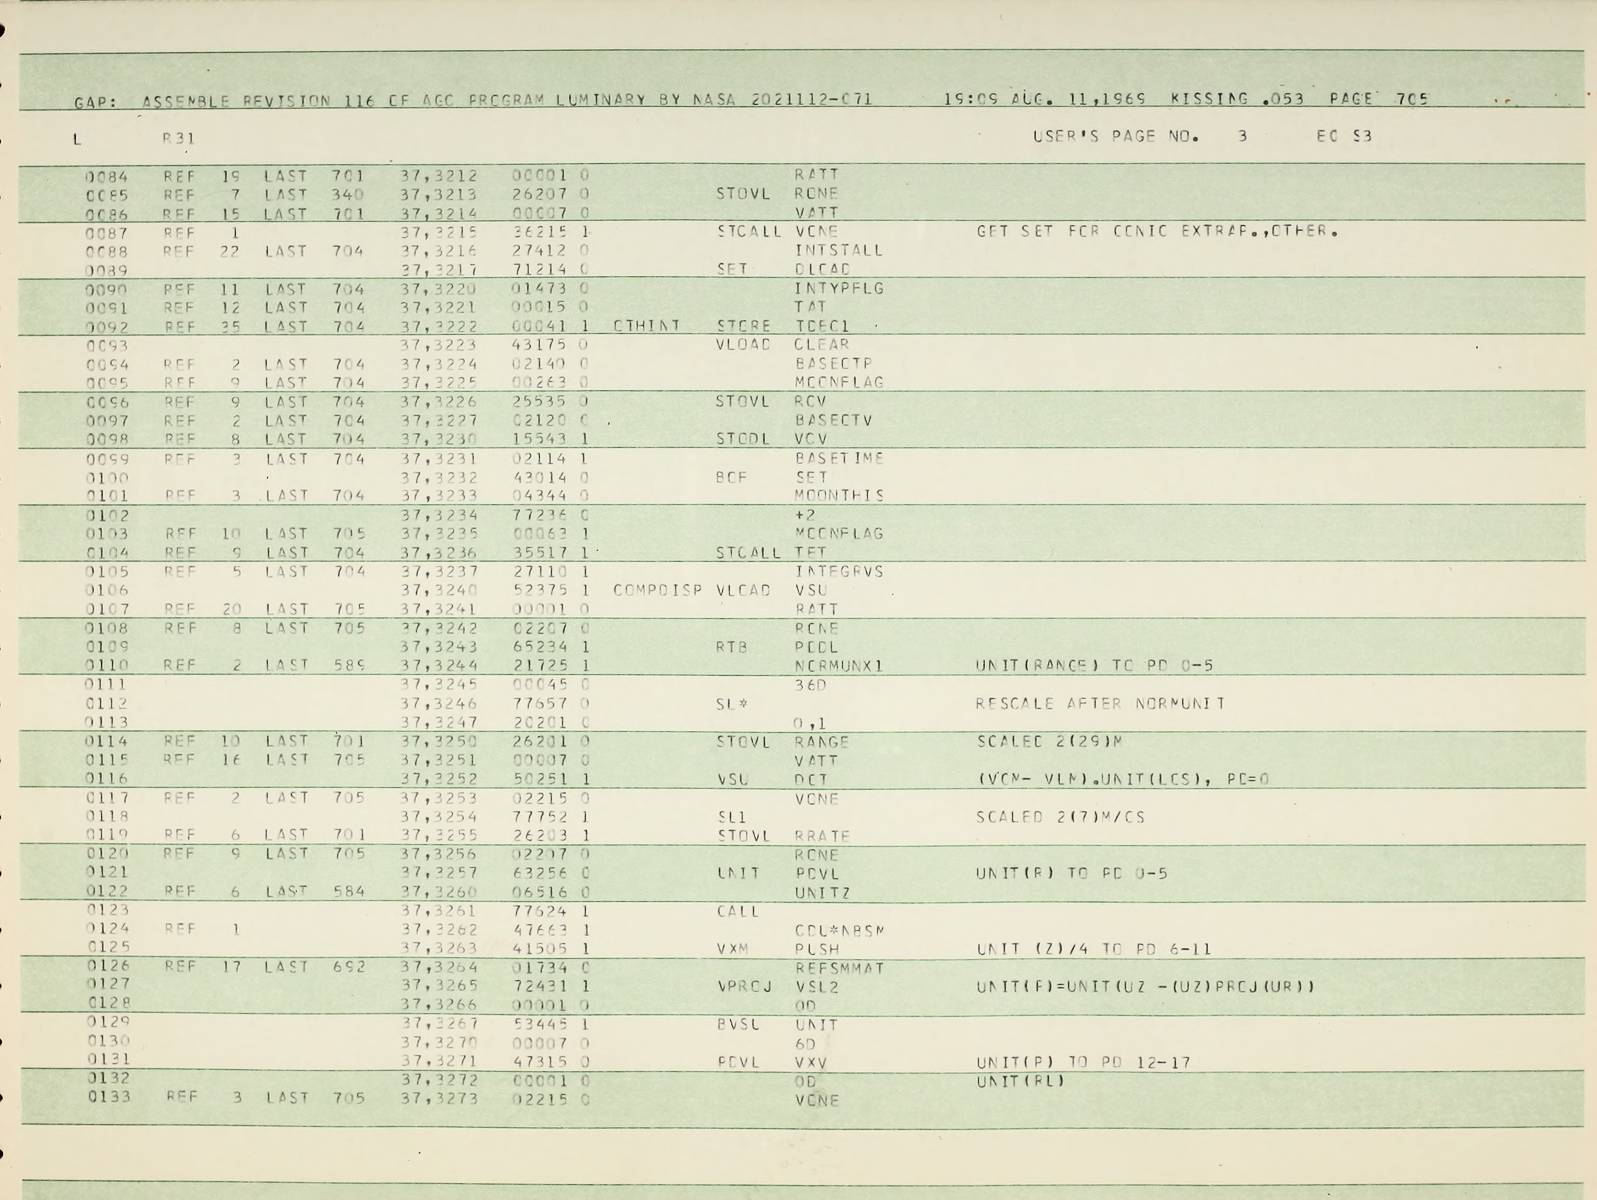 GAP: ASSEMBLE REVISION 116 OF AGC PROGRAM LUMINARY BY NASA 2021112-071 19:09 AUG. 11,1969 KISSING .053 PAGE 705
L R31 USER'S PAGE NO. 3 EC S3
0084 REF 19 LAST 701 37,3212 00001 0 RATT
0085 REF 7 LAST 340 37,3213 26207 0 STOVL RONE
0086 REF 15 LAST 701 37,3214 00007 0 VATT
0087 REF 1 37,3215 36215 1 STCALL VONE GET SET FOR CONIC EXTRAP.,OTHER.
0088 REF 22 LAST 704 37,3216 27412 0 INTSTALL
0089 37,3217 71214 0 SET DLOAD
0090 REF 11 LAST 704 37,3220 01473 0 INTYPFLG
0091 REF 12 LAST 704 37,3221 00015 0 TAT
0092 REF 35 LAST 704 37,3222 00041 1 OTHINT STORE TDEC1
0093 37,3223 43175 0 VLOAD CLEAR
0094 REF 2 LAST 704 37,3224 02140 0 BASEOTP
0095 REF 9 LAST 704 37,3225 00263 0 MOONFLAG
0096 REF 9 LAST 704 37,3226 25535 0 STOVL RCV
0097 REF 2 LAST 704 37,3227 02120 0 BASEOTV
0098 REF 8 LAST 704 37,3230 15543 1 STODL VCV
0099 REF 3 LAST 704 37,3231 02114 1 BASETIME
0100 37,3232 43014 0 BOF SET
0101 REF 3 LAST 704 37,3233 04344 0 MOONTHIS
0102 37,3234 77236 0 +2
0103 REF 10 LAST 705 37,3235 00063 1 MOONFLAG
0104 REF 9 LAST 704 37,3236 35517 1 STCALL TET
0105 REF 5 LAST 704 37,3237 27110 1 INTEGRVS
0106 37,3240 52375 1 COMPDISP VLOAD VSU
0107 REF 20 LAST 705 37,3241 00001 0 RATT
0108 REF 8 LAST 705 37,3242 02207 0 RONE
0109 37,3243 65234 1 RTB PDDL
0110 REF 2 LAST 589 37,3244 21725 1 NORMUNX1 UNIT(RANGE) TO PD 0-5
0111 37,3245 00045 0 36D
0112 37,3246 77657 0 SL* RESCALE AFTER NORMUNIT
0113 37,3247 20201 0 0,1
0114 REF 10 LAST 701 37,3250 26201 0 STOVL RANGE SCALED 2(29)M
0115 REF 16 LAST 705 37,3251 00007 0 VATT
0116 37,3252 50251 1 VSU DOT (VCM- VLM).UNIT(LOS), PD=0
0117 REF 2 LAST 705 37,3253 02215 0 VONE
0118 37,3254 77752 1 SL1 SCALED 2(7)M/CS
0119 REF 6 LAST 701 37,3255 26203 1 STOVL RRATE
0120 REF 9 LAST 705 37,3256 02207 0 RONE
0121 37,3257 63256 0 UNIT PDVL UNIT(R) TO PD 0-5
0122 REF 6 LAST 584 37,3260 06516 0 UNITZ
0123 37,3261 77624 1 CALL
0124 REF 1 37,3262 47663 1 CDU*NBSM
0125 37,3263 41505 1 VXM PUSH UNIT (Z)/4 TO PD 6-11
0126 REF 17 LAST 692 37,3264 01734 0 REFSMMAT
0127 37,3265 72431 1 VPROJ VSL2 UNIT(P)=UNIT(UZ -(UZ)PROJ(UR))
0128 37,3266 00001 0 0D
0129 37,3267 53445 1 BVSU UNIT
0130 37,3270 00007 0 6D
0131 37,3271 47315 0 PDVL VXV UNIT(P) TO PD 12-17
0132 37,3272 00001 0 0D UNIT(RL)
0133 REF 3 LAST 705 37,3273 02215 0 VONE